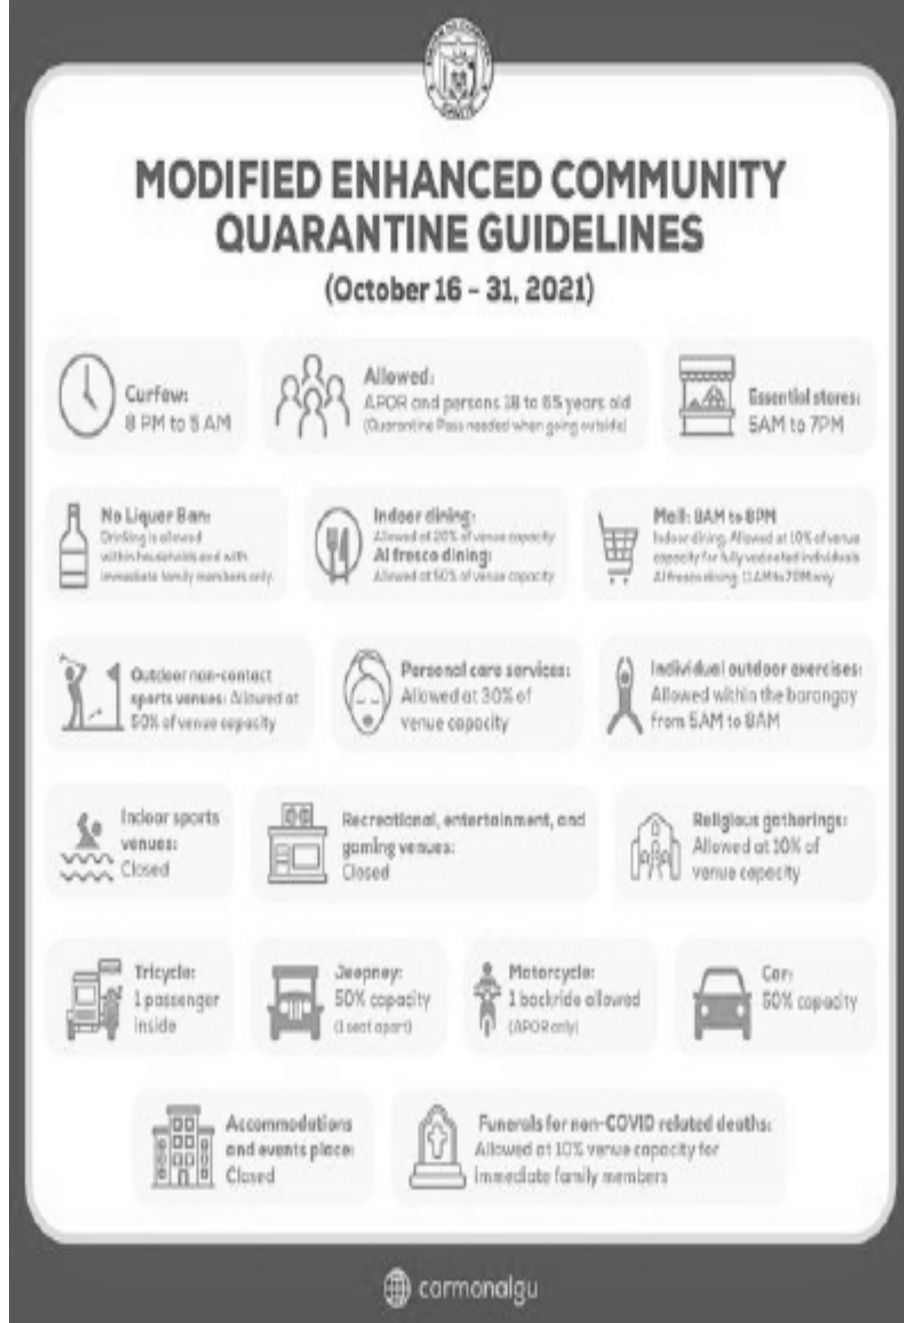 MODIFIED ENHANCED COMMUNITY
QUARANTINE GUIDELINES
(October 16 - 31, 2021)
Curfew:
8 PM to 5 AM
Allowed:
APOR and persons 18 to 65 years old
(Quarantine Pass needed when going outside)
Essential stores:
5AM to 7PM
No Liquor Ban:
Drinking is allowed
within households and with
immediate family members only
Indoor dining:
Allowed at 20% of venue capacity
Al fresco dining:
Allowed at 50% of venue capacity
Mall: 8AM to 8PM
Indoor dining: Allowed at 10% of venue
capacity for fully vaccinated individuals
Al fresco dining: 11AM to 7PM only
Outdoor non-contact
sports venues: Allowed at
50% of venue capacity
Personal care services:
Allowed at 30% of
venue capacity
Individual outdoor exercises:
Allowed within the barangay
from 5AM to 8AM
Indoor sports
venues:
Closed
Recreational, entertainment, and
gaming venues:
Closed
Religious gatherings:
Allowed at 10% of
venue capacity
Tricycle:
1 passenger
inside
Jeepney:
50% capacity
(1 seat apart)
Motorcycle:
1 backride allowed
(APOR only)
Car:
50% capacity
Accommodations
and events place:
Closed
Funerals for non-COVID related deaths:
Allowed at 10% venue capacity for
immediate family members
carmonalgu